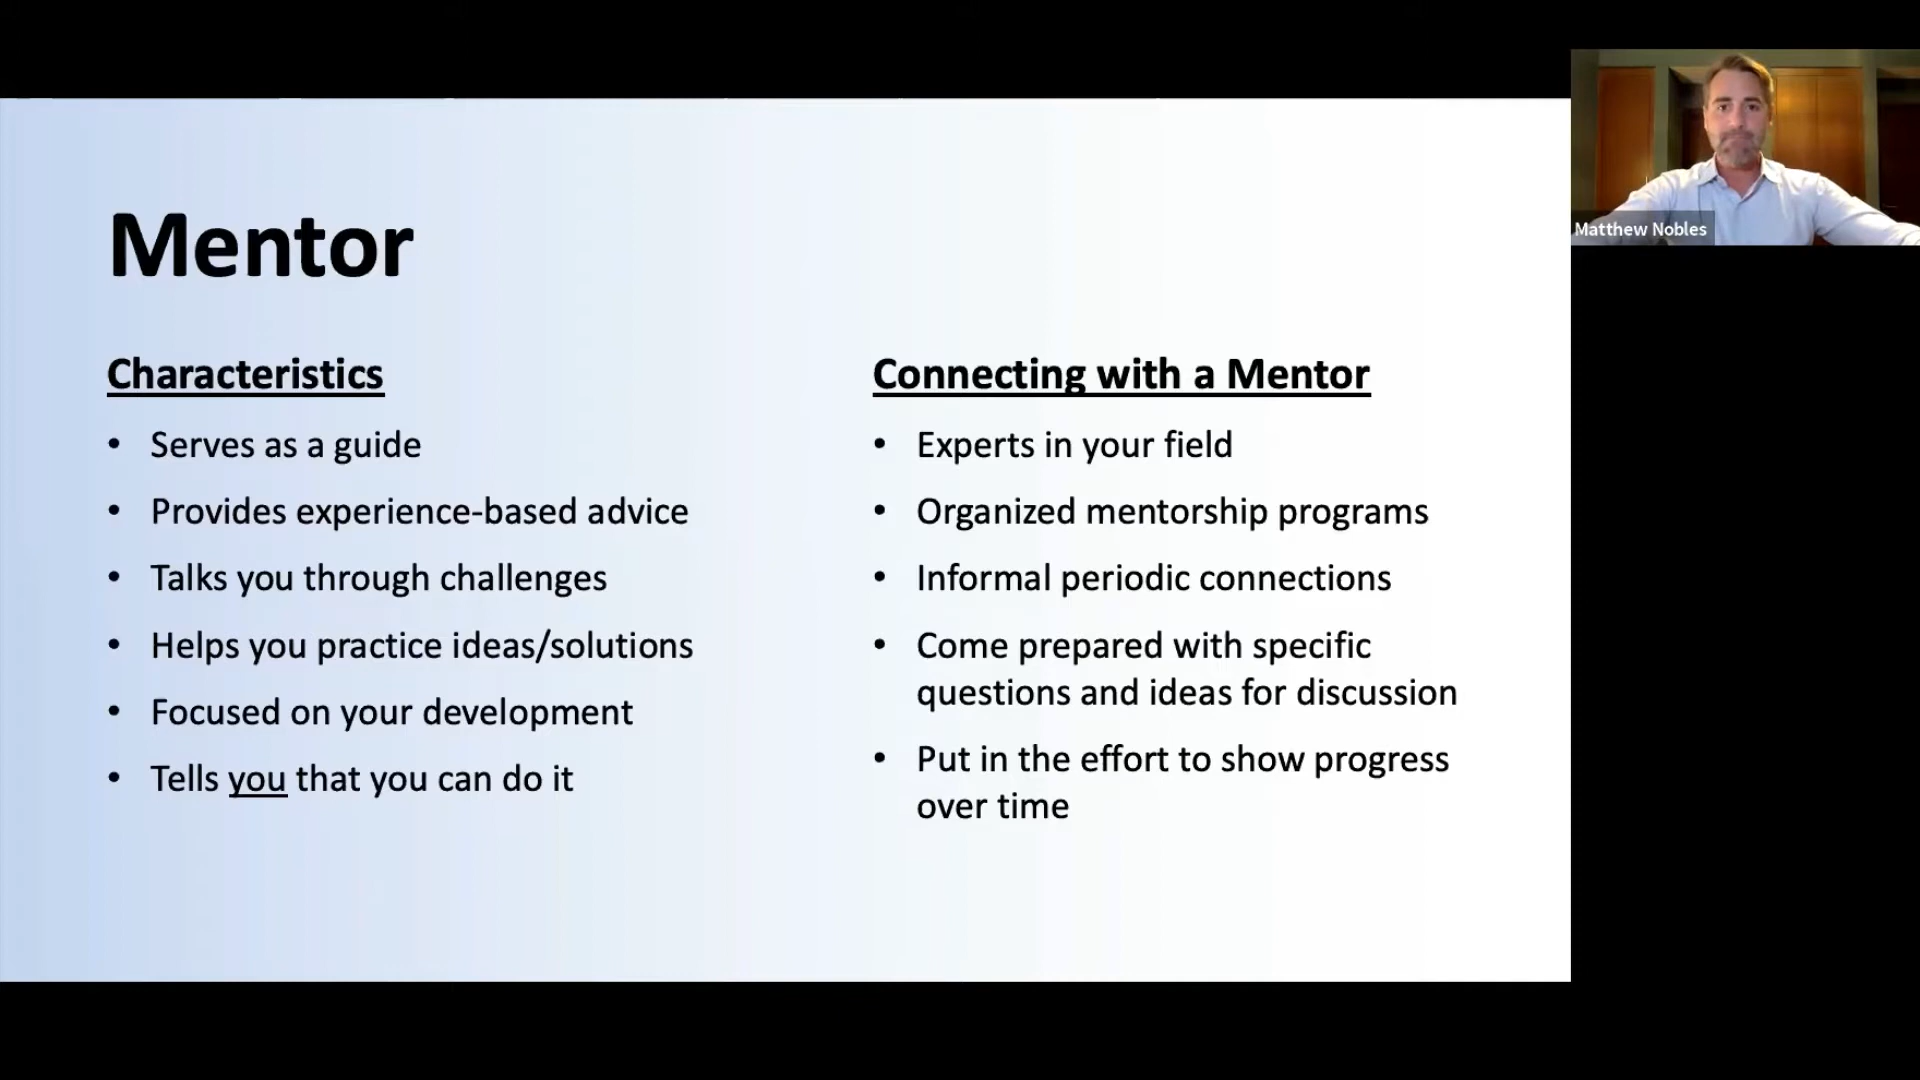 Mentor
Characteristics
• Serves as a guide
• Provides experience-based advice
• Talks you through challenges
• Helps you practice ideas/solutions
• Focused on your development
• Tells you that you can do it
Connecting with a Mentor
• Experts in your field
• Organized mentorship programs
• Informal periodic connections
• Come prepared with specific
questions and ideas for discussion
• Put in the effort to show progress
over time
Matthew Nobles